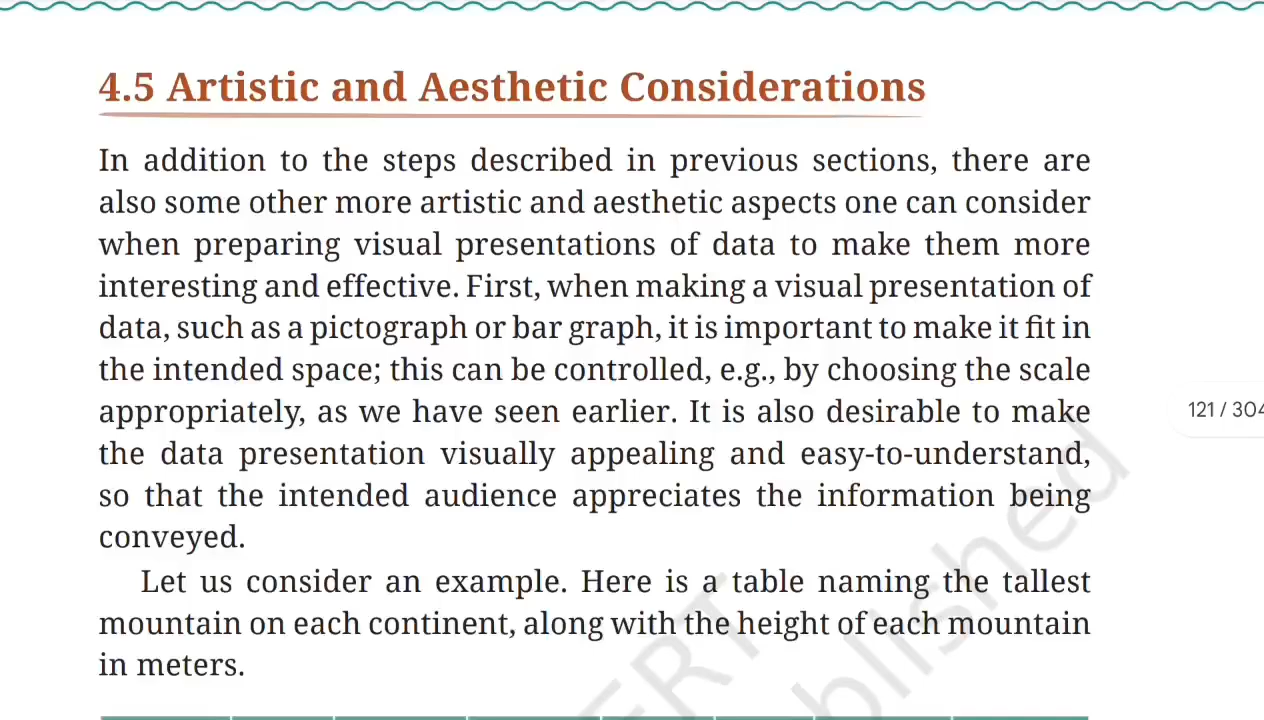 4.5 Artistic and Aesthetic Considerations
In addition to the steps described in previous sections, there are
also some other more artistic and aesthetic aspects one can consider
when preparing visual presentations of data to make them more
interesting and effective. First, when making a visual presentation of
data, such as a pictograph or bar graph, it is important to make it fit in
the intended space; this can be controlled, e.g., by choosing the scale
appropriately, as we have seen earlier. It is also desirable to make
the data presentation visually appealing and easy-to-understand,
so that the intended audience appreciates the information being
conveyed.
Let us consider an example. Here is a table naming the tallest
mountain on each continent, along with the height of each mountain
in meters.
121 / 304